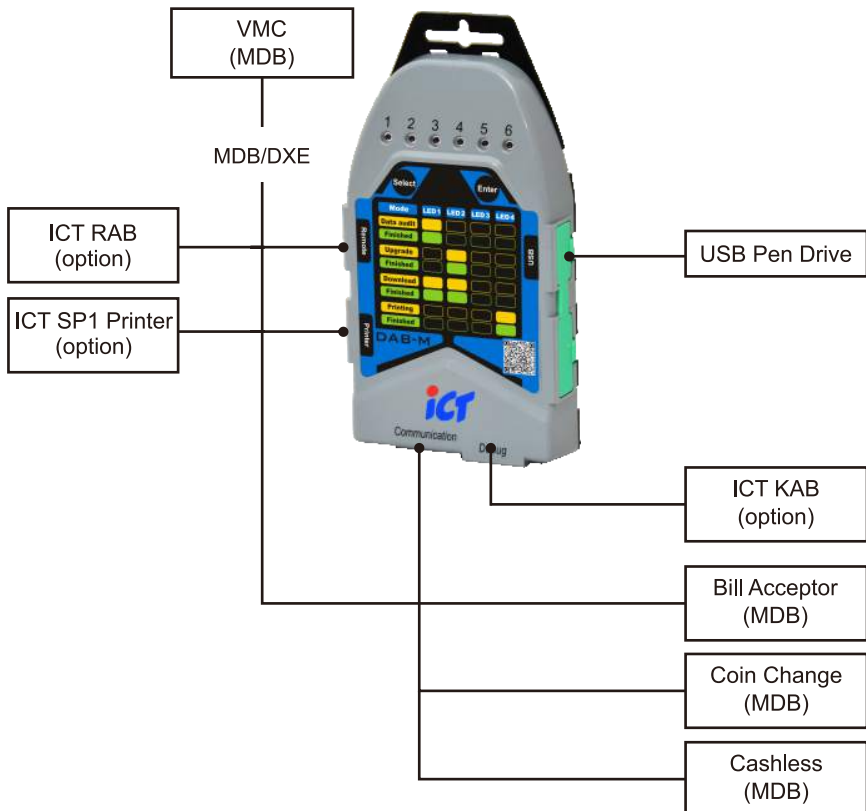 VMC
(MDB)
MDB/DXE
ICT RAB
(option)
ICT SP1 Printer
(option)
1 2 3 4 5 6
Select
Enter
Mode LED 1 LED 2 LED 3 LED 4
Data audit
Finished
Upgrade
Finished
Download
Finished
Printing
Finished
Remote
Printer
USB
DAB-M
ICT
Communication
Debug
USB Pen Drive
ICT KAB
(option)
Bill Acceptor
(MDB)
Coin Change
(MDB)
Cashless
(MDB)